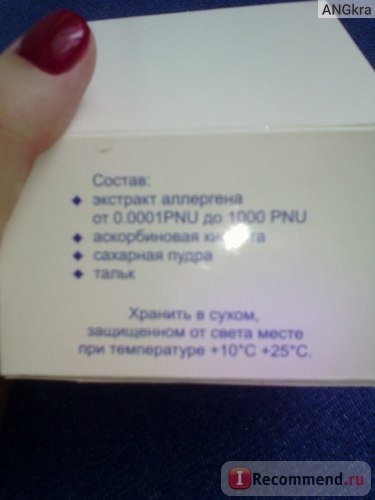 ANGkra
Состав:
◆ экстракт аллергена
от 0.0001PNU до 1000 PNU
◆ аскорбиновая кислота
◆ сахарная пудра
◆ тальк
Хранить в сухом,
защищенном от света месте
при температуре +10°С +25°С.
I Recommend.ru